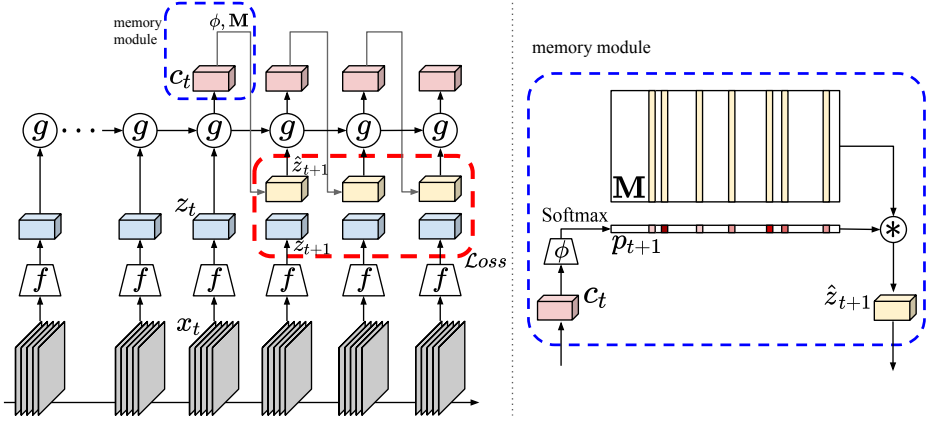 memory
module
ϕ, M
c_t
g ··· g g g g g
ẑ_{t+1}
z_t
z_{t+1}
Loss
f f f f f f
x_t
memory module
M
Softmax
p_{t+1}
*
ϕ
c_t
ẑ_{t+1}